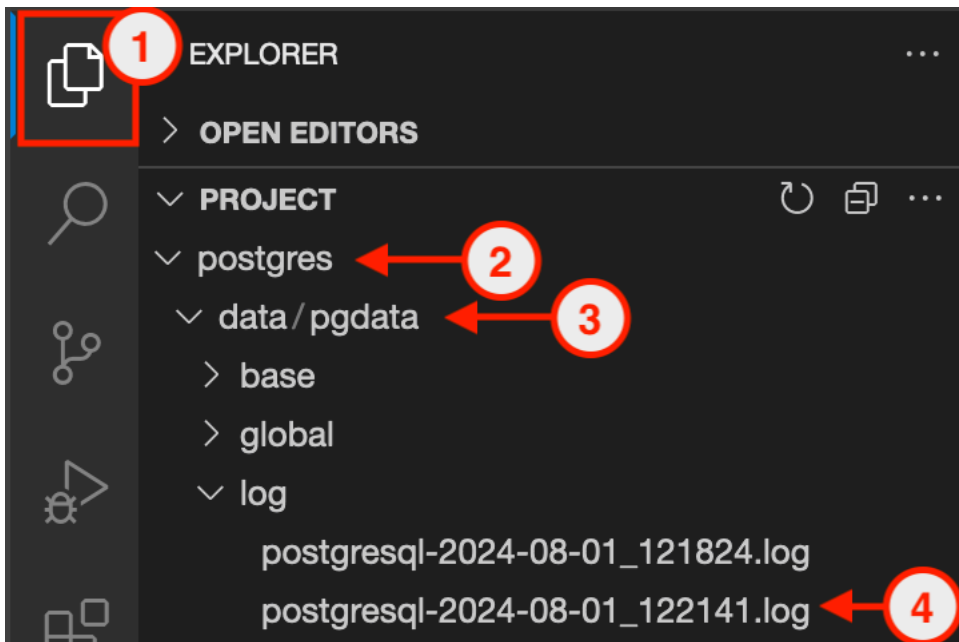 1 EXPLORER ...
OPEN EDITORS
PROJECT ...
postgres 2
data/pgdata 3
base
global
log
postgresql-2024-08-01_121824.log
postgresql-2024-08-01_122141.log 4